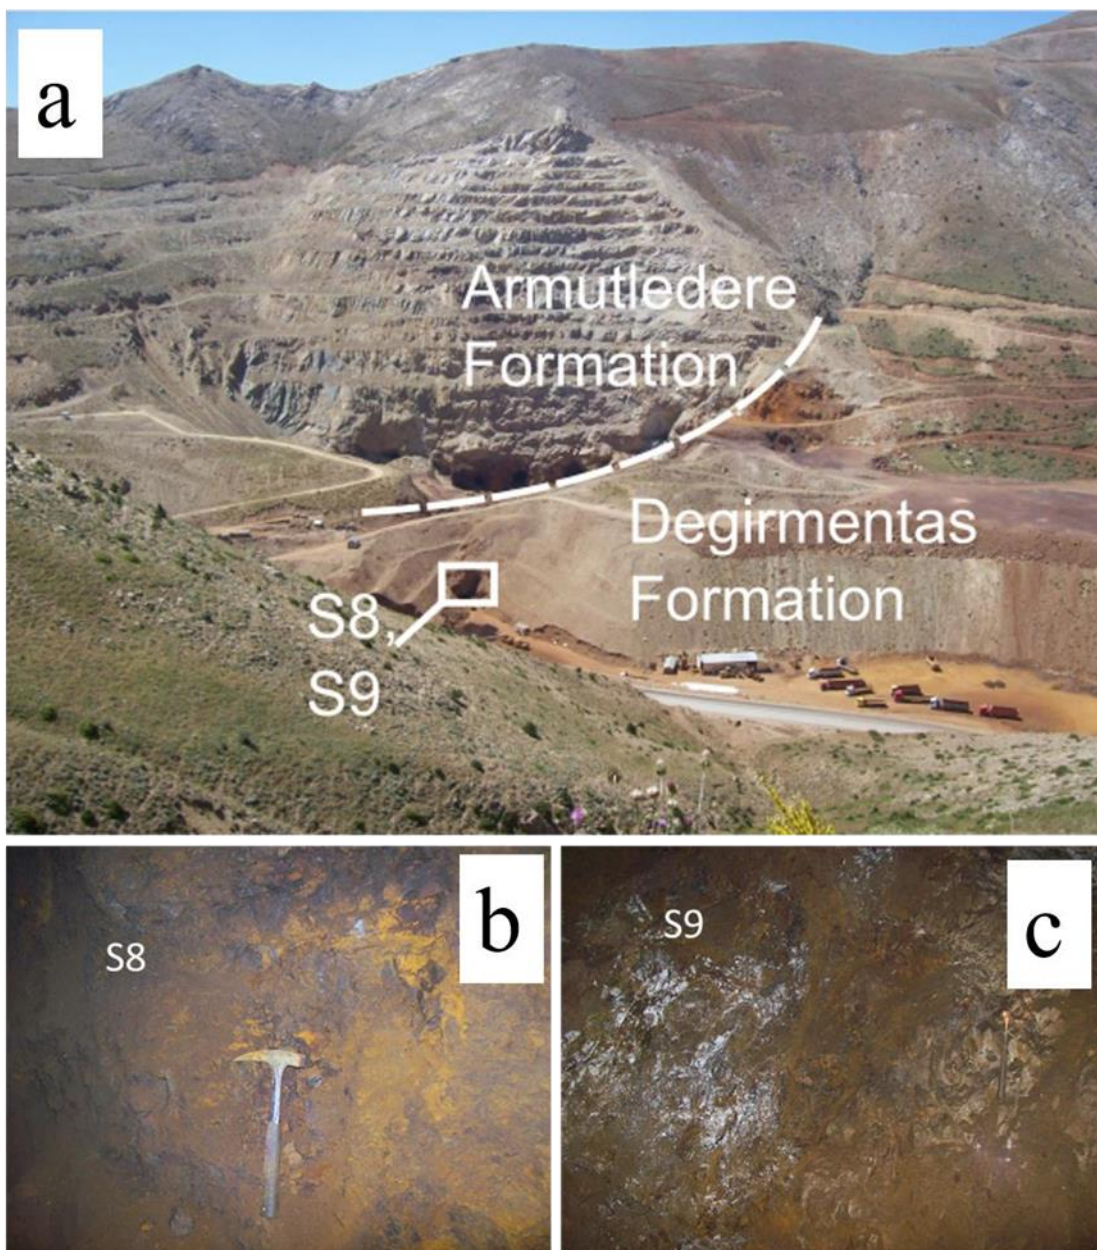 a
Armutledere
Formation
Degirmentas
Formation
S8,
S9
b
S8
c
S9